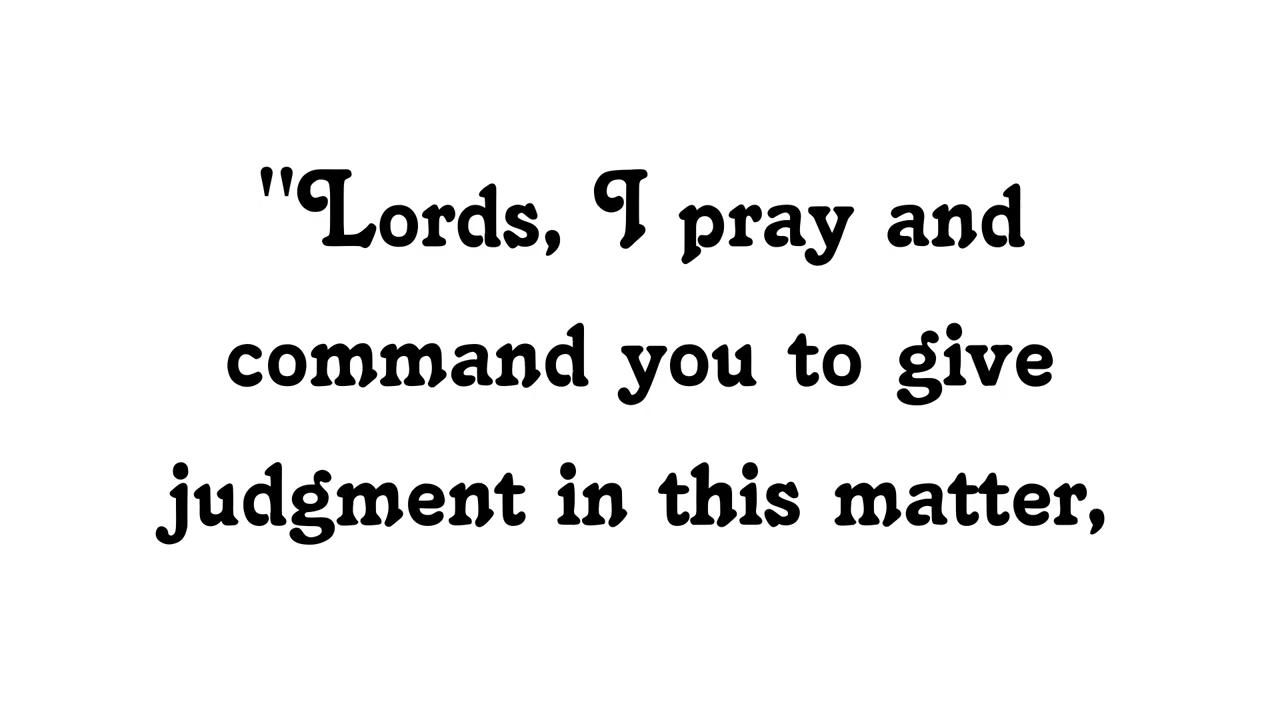 "Lords, I pray and
command you to give
judgment in this matter,